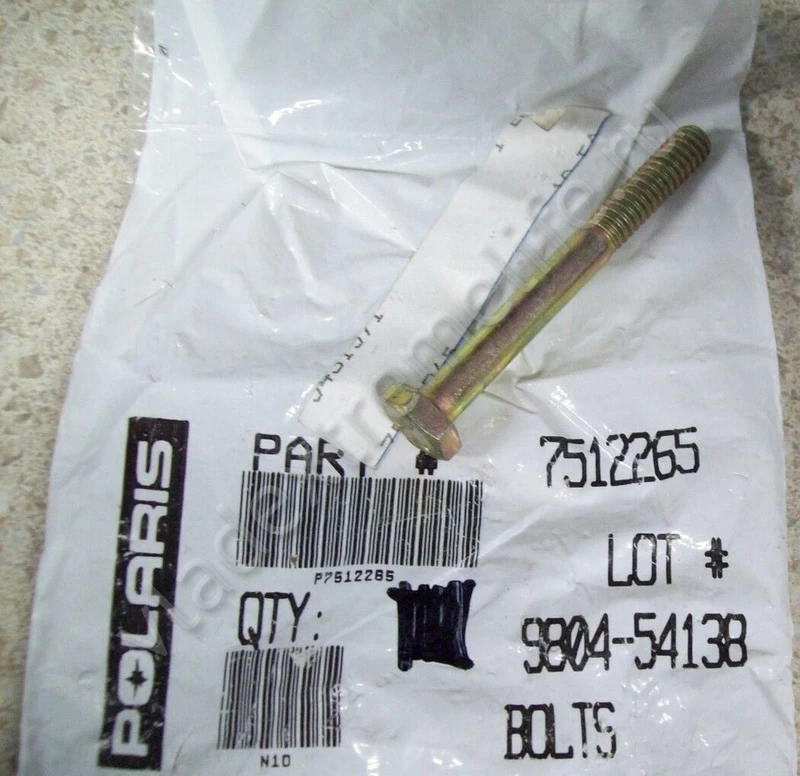 POLARIS
PART # 7512265
P7512265
LOT #
QTY:
9804-54138
N10
BOLTS